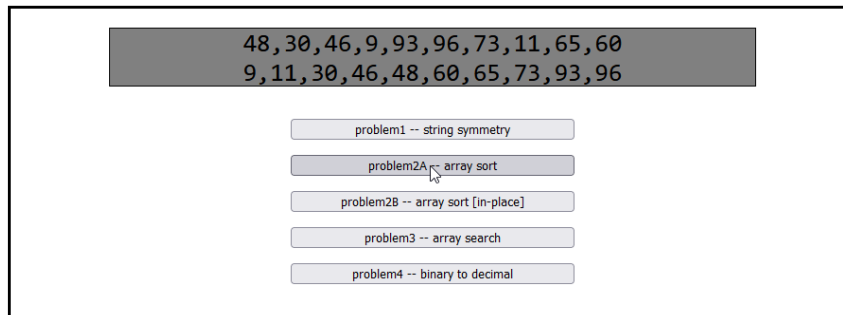 48,30,46,9,93,96,73,11,65,60
9,11,30,46,48,60,65,73,93,96
problem1 -- string symmetry
problem2A -- array sort
problem2B -- array sort [in-place]
problem3 -- array search
problem4 -- binary to decimal